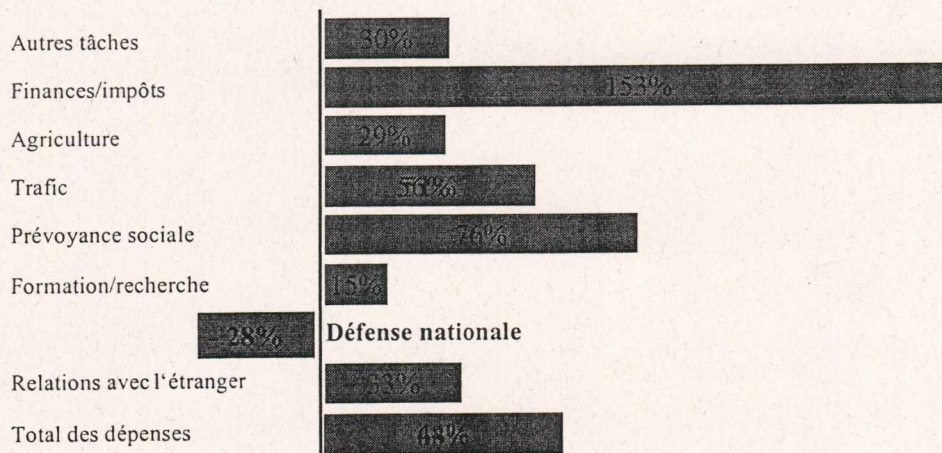 Autres tâches 30%
Finances/impôts 153%
Agriculture 29%
Trafic
Prévoyance sociale 76%
Formation/recherche 15%
- 28% Défense nationale
Relations avec l'étranger 33%
Total des dépenses